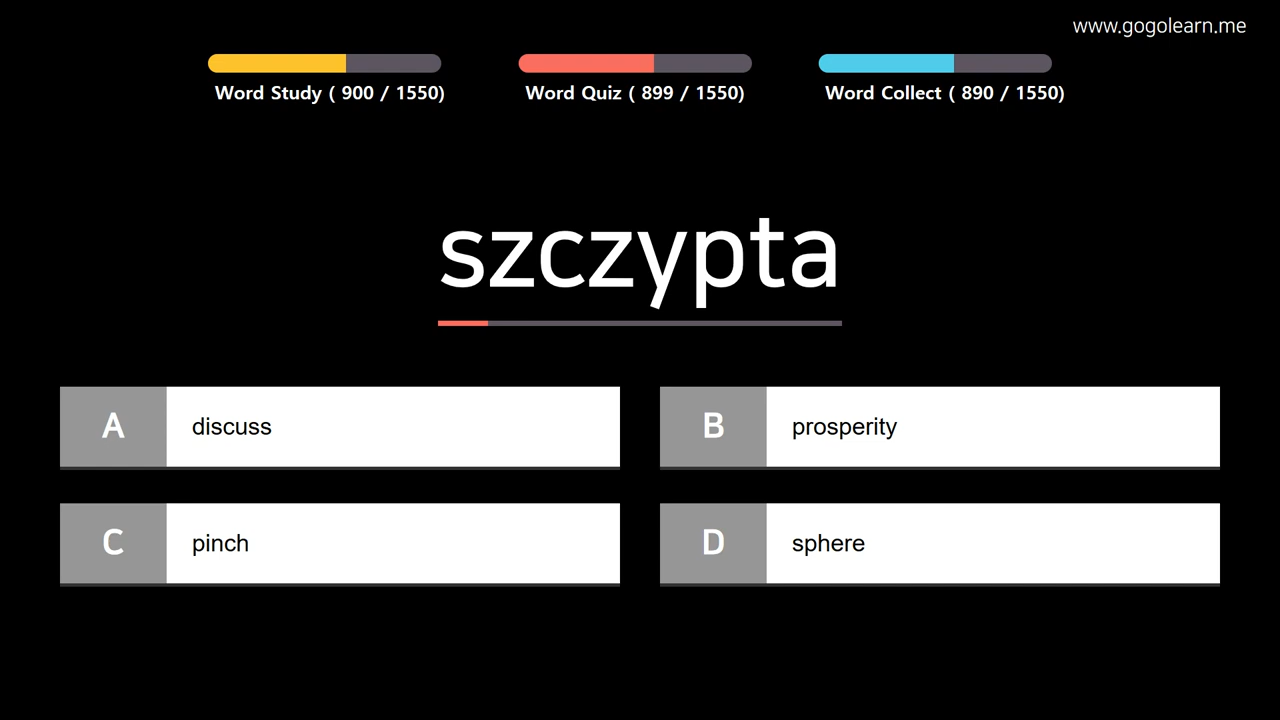 www.gogolearn.me
Word Study ( 900 / 1550)
Word Quiz ( 899 / 1550)
Word Collect ( 890 / 1550)
szczypta
A discuss
B prosperity
C pinch
D sphere